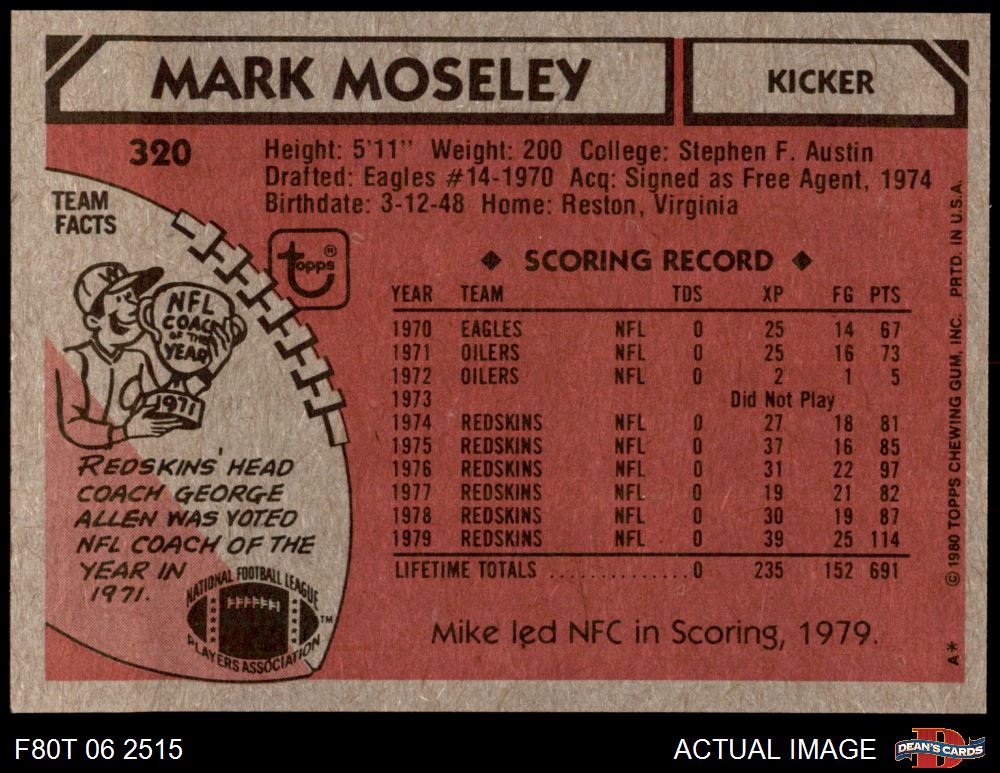 MARK MOSELEY
KICKER
320
Height: 5'11" Weight: 200 College: Stephen F. Austin
Drafted: Eagles #14-1970 Acq: Signed as Free Agent, 1974
Birthdate: 3-12-48 Home: Reston, Virginia
TEAM
FACTS
W
NFL
COACH
OF THE
YEAR
1971
REDSKINS' HEAD
COACH GEORGE
ALLEN WAS VOTED
NFL COACH OF THE
YEAR IN
1971.
NATIONAL FOOTBALL LEAGUE
PLAYERS ASSOCIATION
TM
topps ®
◆ SCORING RECORD ◆
YEAR TEAM TDS XP FG PTS
1970 EAGLES NFL 0 25 14 67
1971 OILERS NFL 0 25 16 73
1972 OILERS NFL 0 2 1 5
1973 Did Not Play
1974 REDSKINS NFL 0 27 18 81
1975 REDSKINS NFL 0 37 16 85
1976 REDSKINS NFL 0 31 22 97
1977 REDSKINS NFL 0 19 21 82
1978 REDSKINS NFL 0 30 19 87
1979 REDSKINS NFL 0 39 25 114
LIFETIME TOTALS ................0 235 152 691
Mike led NFC in Scoring, 1979.
© 1980 TOPPS CHEWING GUM, INC. PRTD. IN U.S.A.
A*
F80T 06 2515
ACTUAL IMAGE
D
DEAN'S CARDS